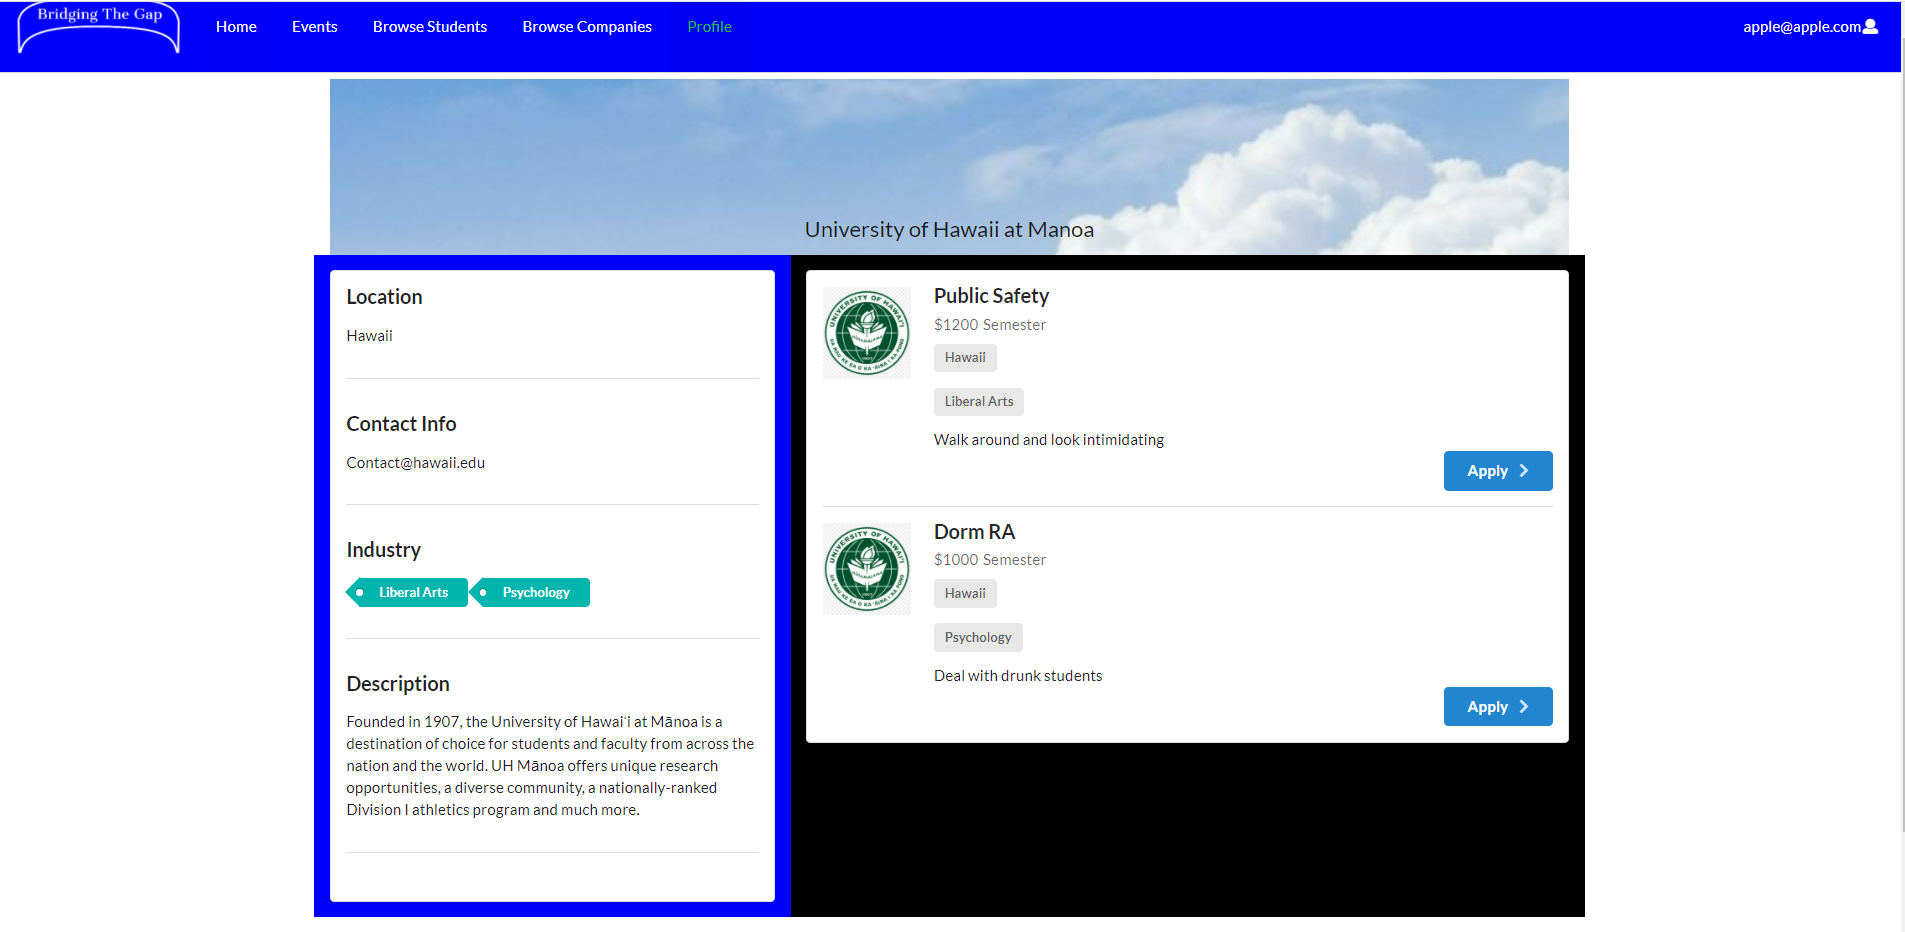 Bridging The Gap
Home Events Browse Students Browse Companies Profile apple@apple.com
University of Hawaii at Manoa
Location
Hawaii
Contact Info
Contact@hawaii.edu
Industry
Liberal Arts Psychology
Description
Founded in 1907, the University of Hawaiʻi at Mānoa is a
destination of choice for students and faculty from across the
nation and the world. UH Mānoa offers unique research
opportunities, a diverse community, a nationally-ranked
Division I athletics program and much more.
UNIVERSITY OF HAWAI'I
1907
Public Safety
$1200 Semester
Hawaii
Liberal Arts
Walk around and look intimidating
Apply
UNIVERSITY OF HAWAI'I
1907
Dorm RA
$1000 Semester
Hawaii
Psychology
Deal with drunk students
Apply